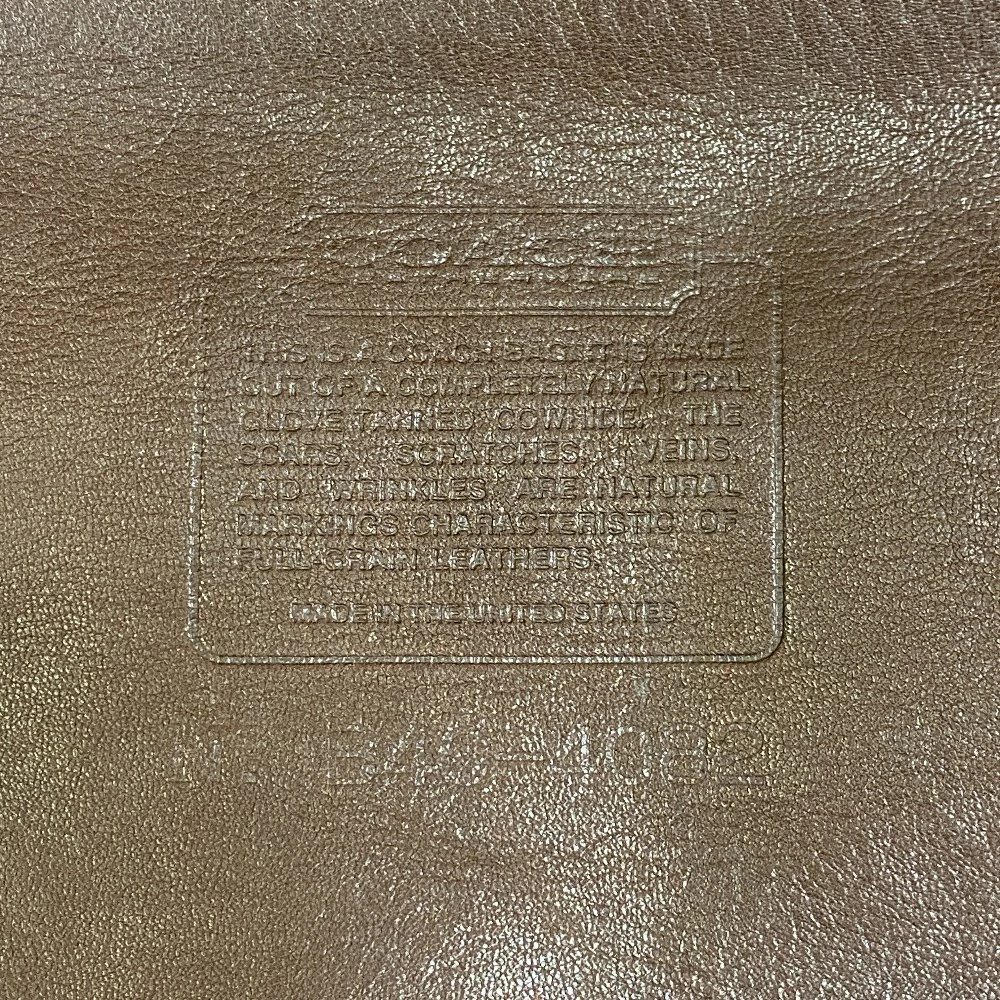 COACH
THIS IS A COACH BAG. IT IS MADE
OUT OF A COMPLETELY NATURAL
GLOVE TANNED COWHIDE. THE
SCARS, SCRATCHES, VEINS,
AND WRINKLES ARE NATURAL
MARKINGS CHARACTERISTIC OF
FULL-GRAIN LEATHERS.
MADE IN THE UNITED STATES